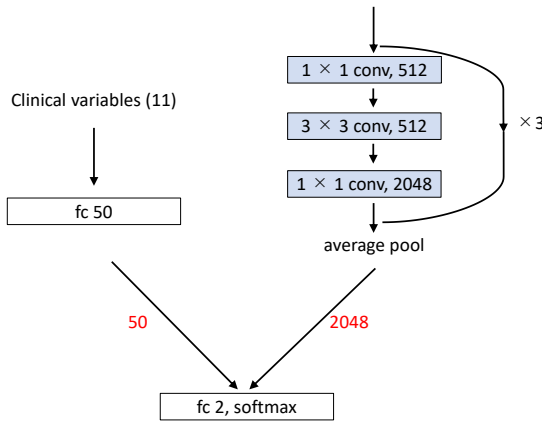 Clinical variables (11)
fc 50
1 × 1 conv, 512
3 × 3 conv, 512
1 × 1 conv, 2048
× 3
average pool
50
2048
fc 2, softmax